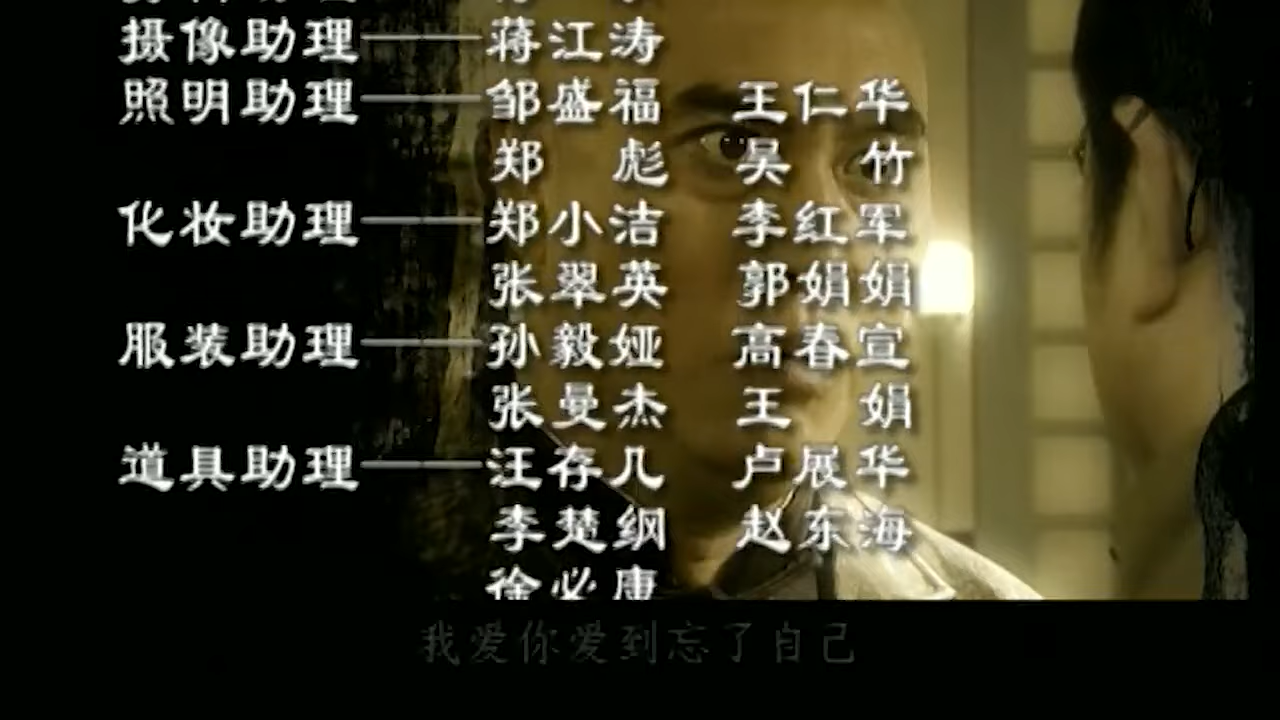 摄像助理——蒋江涛
照明助理——邹盛福 王仁华
郑 彪 吴 竹
化妆助理——郑小洁 李红军
张翠英 郭娟娟
服装助理——孙毅娅 高春宣
张曼杰 王 娟
道具助理——汪存几 卢展华
李楚纲 赵东海
徐必康
我爱你爱到忘了自己